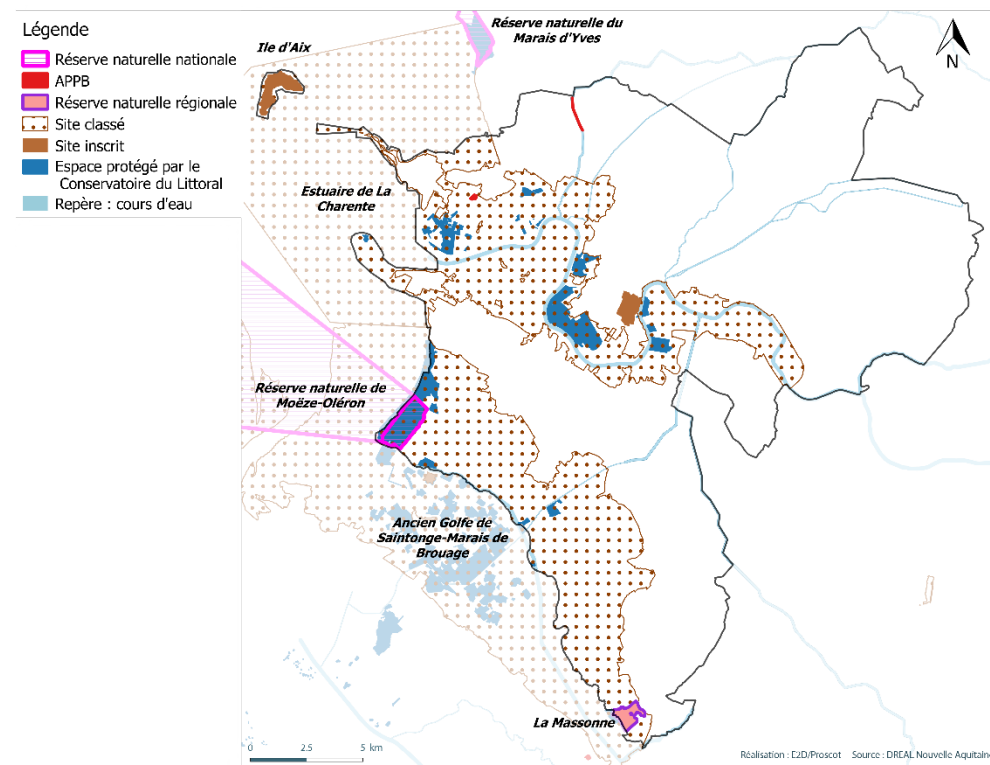 Légende
Réserve naturelle nationale
APPB
Réserve naturelle régionale
Site classé
Site inscrit
Espace protégé par le
Conservatoire du Littoral
Repère : cours d'eau
Réserve naturelle du
Marais d'Yves
Ile d'Aix
N
Estuaire de La
Charente
Réserve naturelle de
Moëze-Oléron
Ancien Golfe de
Saintonge-Marais de
Brouage
La Massonne
0 2.5 5 km
Réalisation : E2D/Proscot Source : DREAL Nouvelle Aquitaine